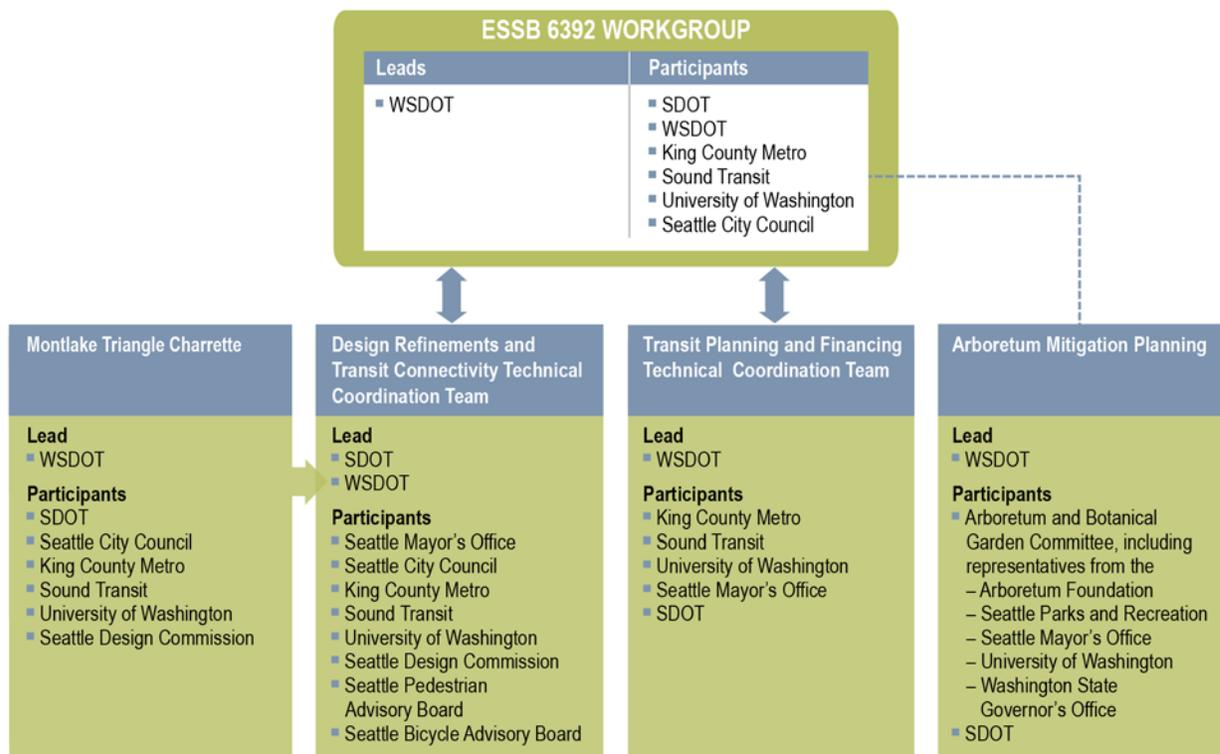 ESSB 6392 WORKGROUP
Leads
WSDOT
Participants
SDOT
WSDOT
King County Metro
Sound Transit
University of Washington
Seattle City Council
Montlake Triangle Charrette
Lead
WSDOT
Participants
SDOT
Seattle City Council
King County Metro
Sound Transit
University of Washington
Seattle Design Commission
Design Refinements and
Transit Connectivity Technical
Coordination Team
Lead
SDOT
WSDOT
Participants
Seattle Mayor's Office
Seattle City Council
King County Metro
Sound Transit
University of Washington
Seattle Design Commission
Seattle Pedestrian
Advisory Board
Seattle Bicycle Advisory Board
Transit Planning and Financing
Technical Coordination Team
Lead
WSDOT
Participants
King County Metro
Sound Transit
University of Washington
Seattle Mayor's Office
SDOT
Arboretum Mitigation Planning
Lead
WSDOT
Participants
Arboretum and Botanical
Garden Committee, including
representatives from the
– Arboretum Foundation
– Seattle Parks and Recreation
– Seattle Mayor's Office
– University of Washington
– Washington State
Governor's Office
SDOT